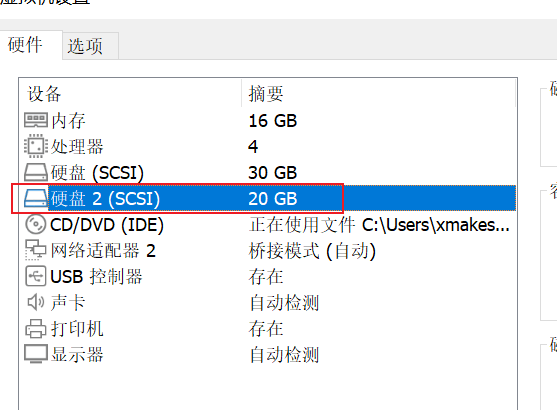 虚拟机设置
硬件 选项
设备 摘要
内存 16 GB
处理器 4
硬盘 (SCSI) 30 GB
硬盘 2 (SCSI) 20 GB
CD/DVD (IDE) 正在使用文件 C:\Users\xmakes...
网络适配器 2 桥接模式 (自动)
USB 控制器 存在
声卡 自动检测
打印机 存在
显示器 自动检测